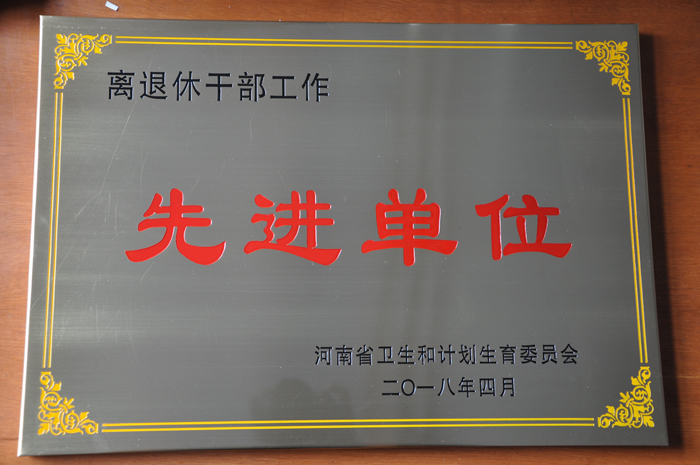 离退休干部工作
先进单位
河南省卫生和计划生育委员会
二〇一八年四月